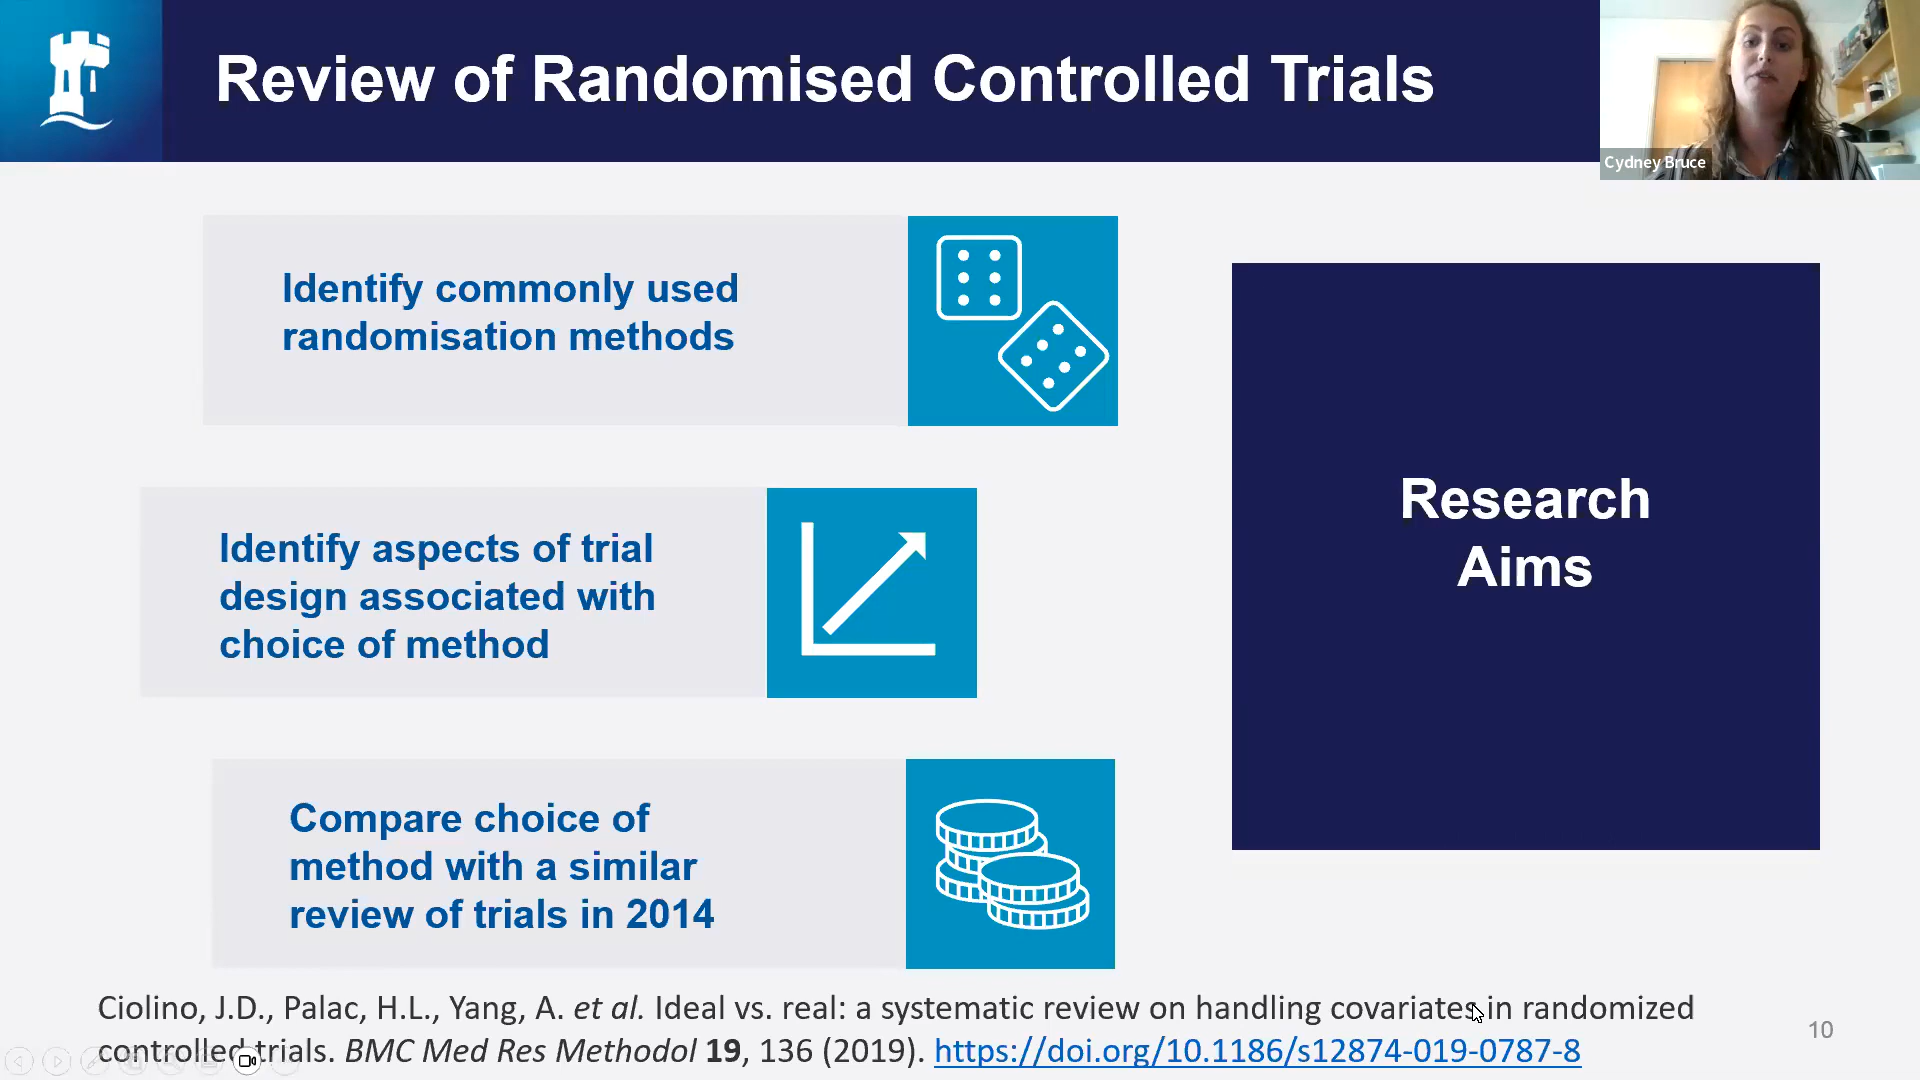 Review of Randomised Controlled Trials
Cydney Bruce
Identify commonly used
randomisation methods
Identify aspects of trial
design associated with
choice of method
Compare choice of
method with a similar
review of trials in 2014
Research
Aims
Ciolino, J.D., Palac, H.L., Yang, A. et al. Ideal vs. real: a systematic review on handling covariates in randomized
controlled trials. BMC Med Res Methodol 19, 136 (2019). https://doi.org/10.1186/s12874-019-0787-8
10